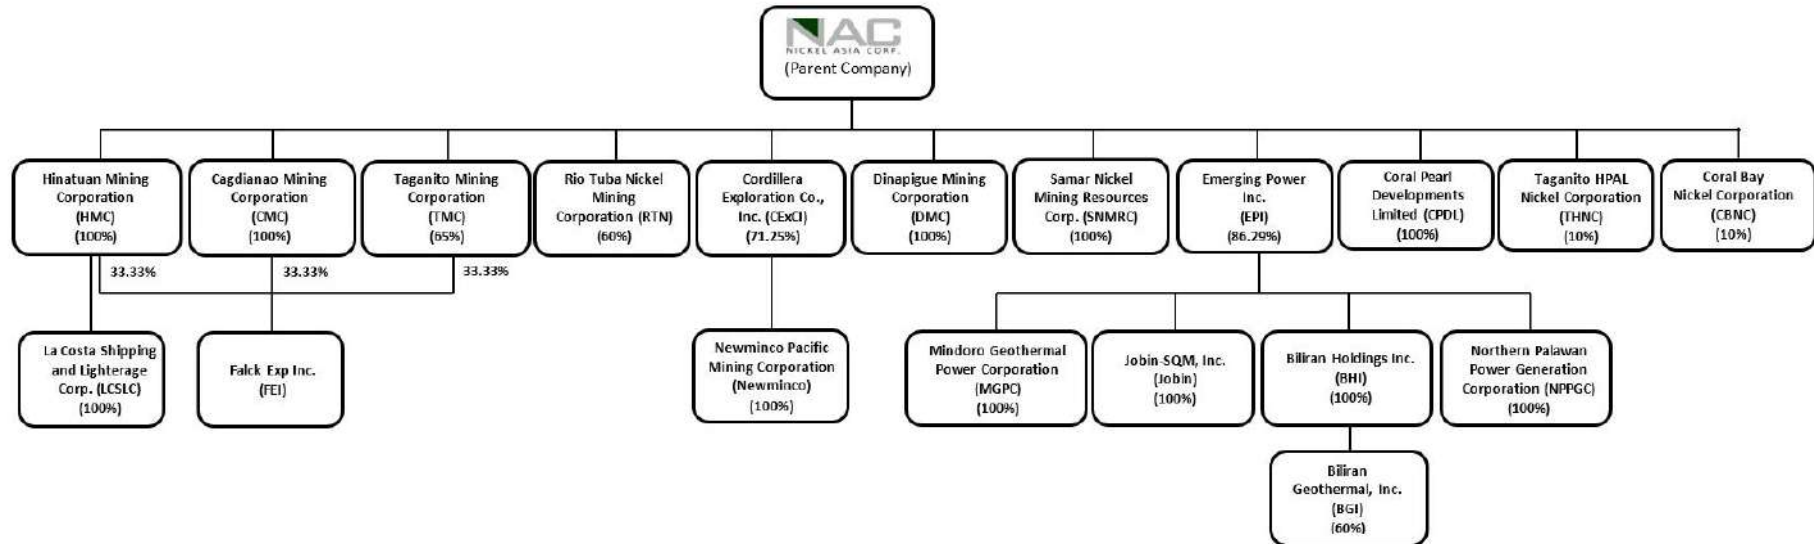 NAC
NICKEL ASIA CORP.
(Parent Company)
Hinatuan Mining
Corporation
(HMC)
(100%)
Cagdianao Mining
Corporation
(CMC)
(100%)
Taganito Mining
Corporation
(TMC)
(65%)
Rio Tuba Nickel
Mining
Corporation (RTN)
(60%)
Cordillera
Exploration Co.,
Inc. (CExCI)
(71.25%)
Dinapigue Mining
Corporation
(DMC)
(100%)
Samar Nickel
Mining Resources
Corp. (SNMRC)
(100%)
Emerging Power
Inc.
(EPI)
(86.29%)
Coral Pearl
Developments
Limited (CPDL)
(100%)
Taganito HPAL
Nickel Corporation
(THNC)
(10%)
Coral Bay
Nickel Corporation
(CBNC)
(10%)
33.33%
33.33%
33.33%
La Costa Shipping
and Lighterage
Corp. (LCSLC)
(100%)
Falck Exp Inc.
(FEI)
Newminco Pacific
Mining Corporation
(Newminco)
(100%)
Mindoro Geothermal
Power Corporation
(MGPC)
(100%)
Jobin-SQM, Inc.
(Jobin)
(100%)
Biliran Holdings Inc.
(BHI)
(100%)
Northern Palawan
Power Generation
Corporation (NPPGC)
(100%)
Biliran
Geothermal, Inc.
(BGI)
(60%)